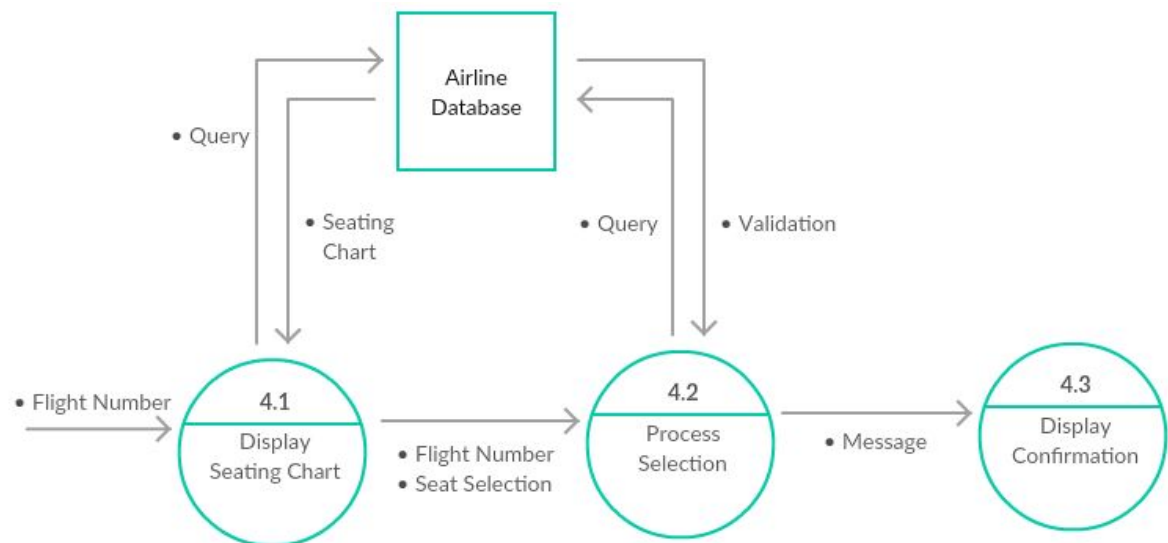 Airline
Database
• Query
• Seating
Chart
• Query
• Validation
• Flight Number
4.1
Display
Seating Chart
• Flight Number
• Seat Selection
4.2
Process
Selection
• Message
4.3
Display
Confirmation